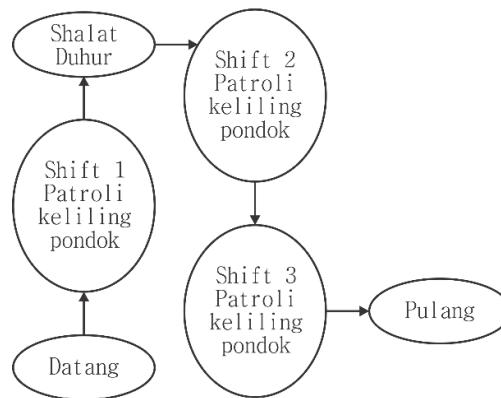 Shalat
Duhur
Shift 2
Patroli
keliling
pondok
Shift 1
Patroli
keliling
pondok
Shift 3
Patroli
keliling
pondok
Pulang
Datang